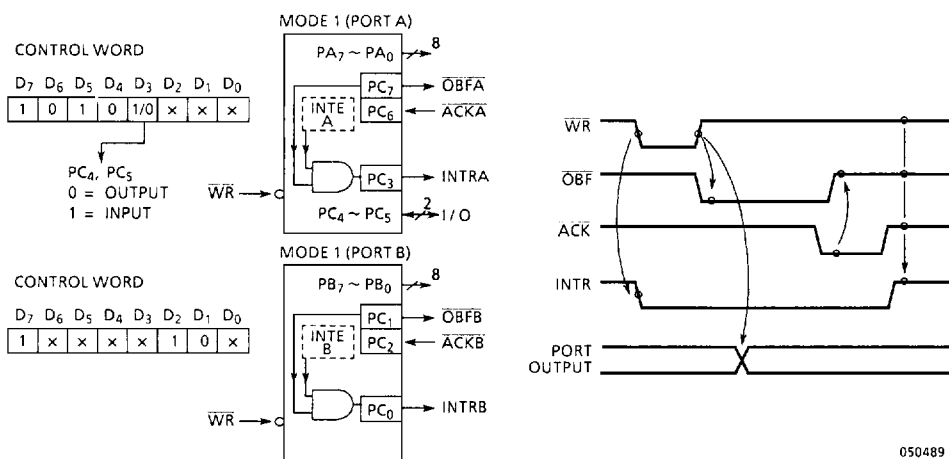 MODE 1 (PORT A)
CONTROL WORD
D7 D6 D5 D4 D3 D2 D1 D0
1 0 1 0 1/0 × × ×
PC4, PC5
0 = OUTPUT
1 = INPUT
PA7 ~ PA0
8
PC7
OBFA
INTE
A
PC6
ACKA
PC3
INTRA
WR
PC4 ~ PC5
2
I/O
MODE 1 (PORT B)
CONTROL WORD
D7 D6 D5 D4 D3 D2 D1 D0
1 × × × × 1 0 ×
PB7 ~ PB0
8
PC1
OBFB
INTE
B
PC2
ACKB
PC0
INTRB
WR
WR
OBF
ACK
INTR
PORT
OUTPUT
050489